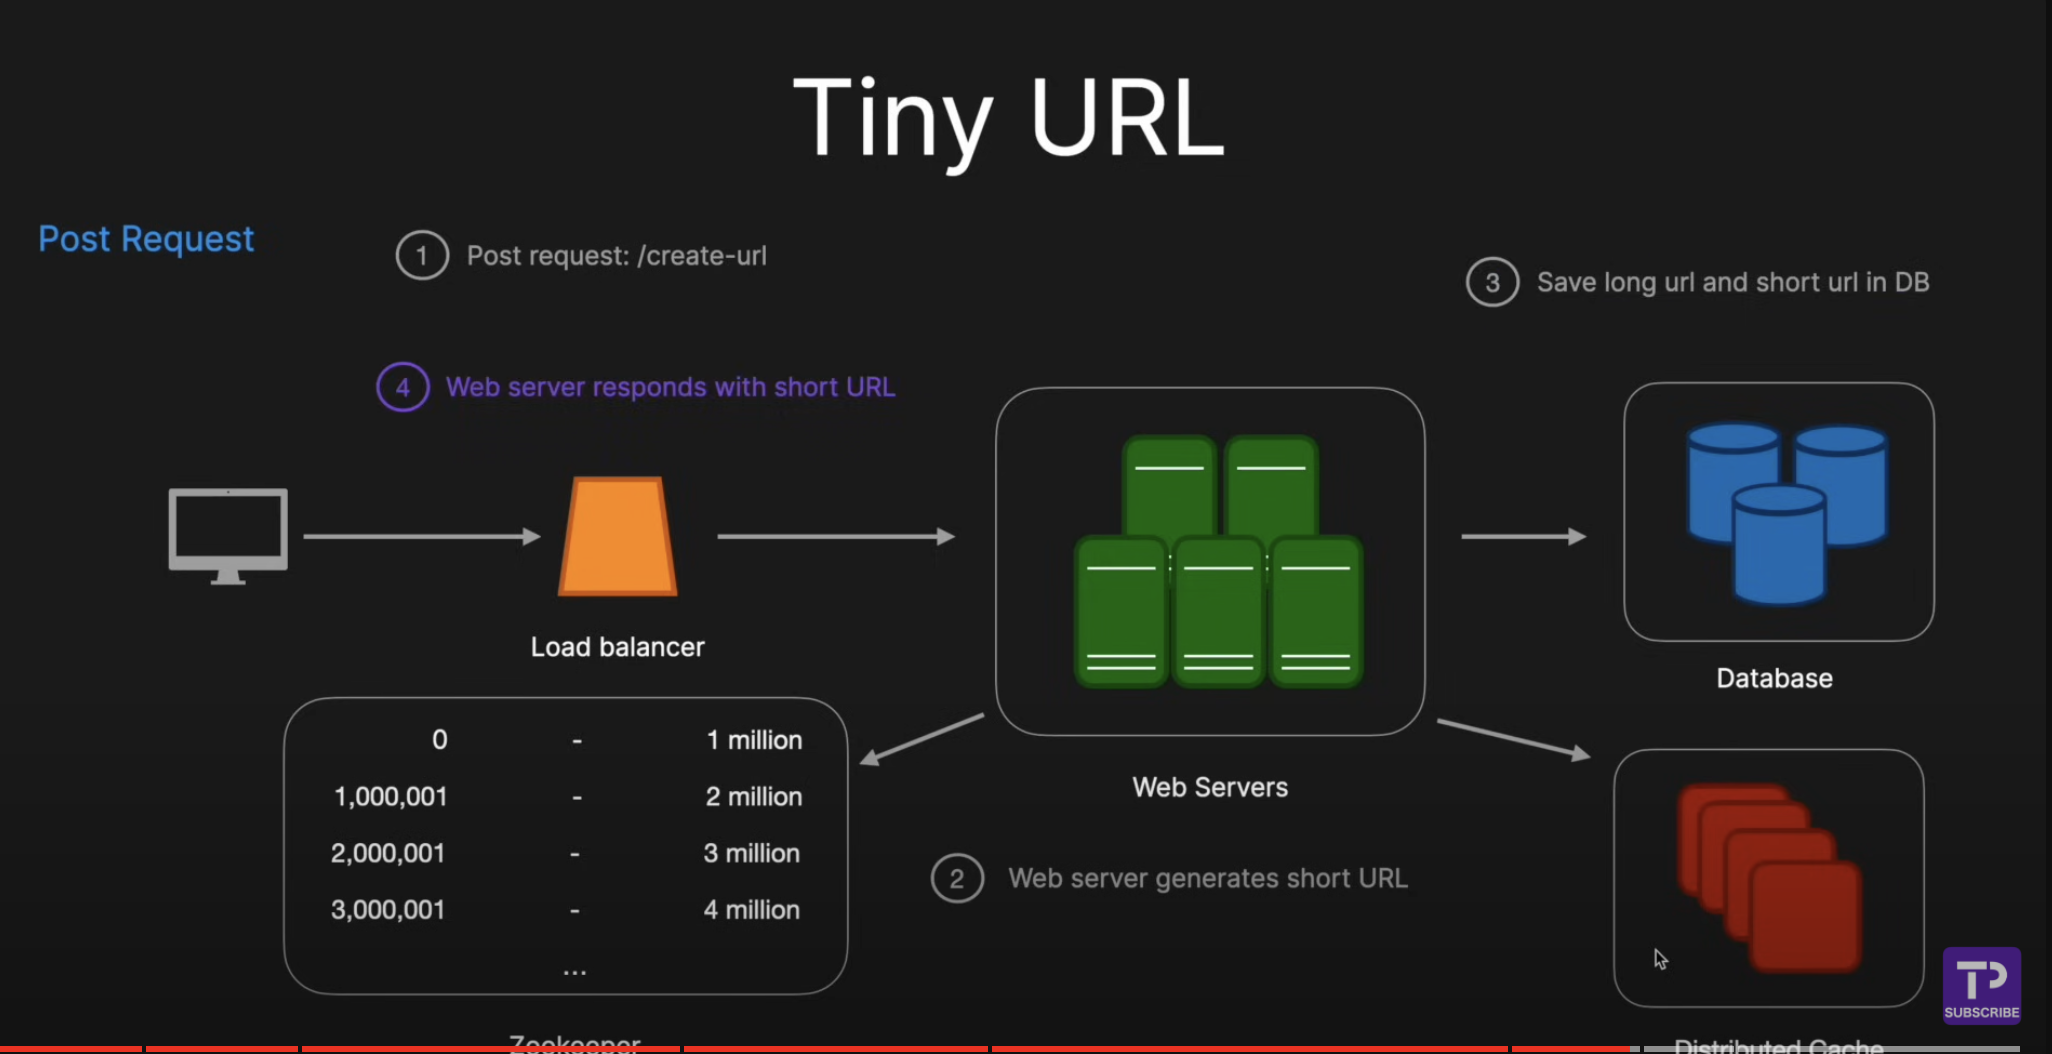 Tiny URL
Post Request
1 Post request: /create-url
3 Save long url and short url in DB
4 Web server responds with short URL
Load balancer
Database
Web Servers
0 - 1 million
1,000,001 - 2 million
2,000,001 - 3 million
3,000,001 - 4 million
...
2 Web server generates short URL
Zookeeper
Distributed Cache
TP
SUBSCRIBE